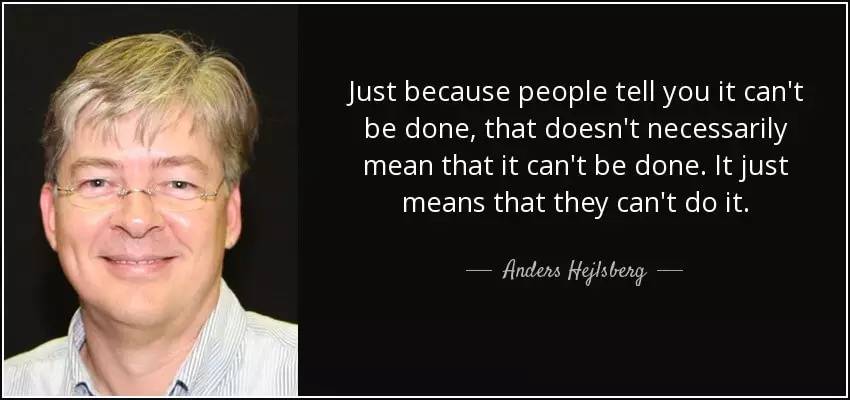 Just because people tell you it can't
be done, that doesn't necessarily
mean that it can't be done. It just
means that they can't do it.
Anders Hejlsberg